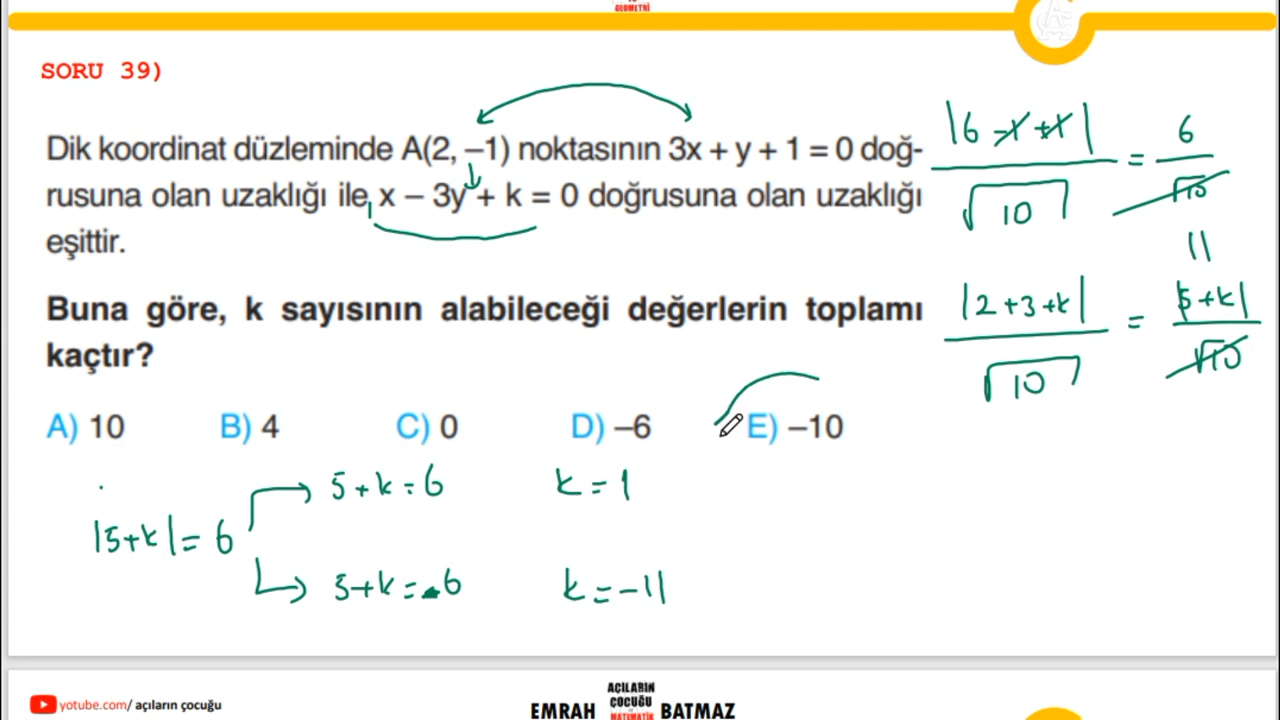 GEOMETRİ
SORU 39)
Dik koordinat düzleminde A(2, –1) noktasının 3x + y + 1 = 0 doğ-
rusuna olan uzaklığı ile x – 3y + k = 0 doğrusuna olan uzaklığı
eşittir.
Buna göre, k sayısının alabileceği değerlerin toplamı
kaçtır?
A) 10 B) 4 C) 0 D) –6 E) –10
|6 -1 +1| / √10 = 6 / √10
11
|2+3+k| / √10 = |5+k| / √10
|5+k| = 6
5+k = 6 k = 1
5+k = -6 k = -11
yotube.com/ açıların çocuğu
EMRAH BATMAZ
AÇILARIN
ÇOCUĞU
MATEMATİK